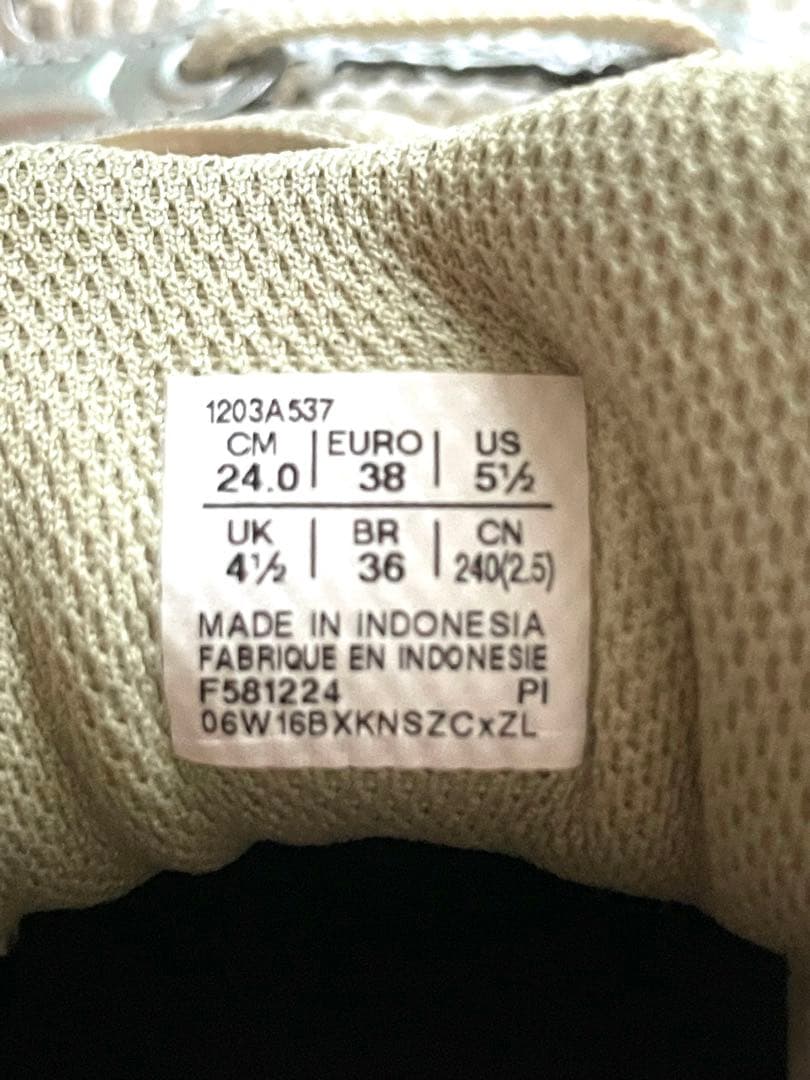 1203A537
CM | EURO | US
24.0 | 38 | 5½
UK | BR | CN
4½ | 36 | 240(2.5)
MADE IN INDONESIA
FABRIQUE EN INDONESIE
F581224 PI
06W16BXKNSZCxZL